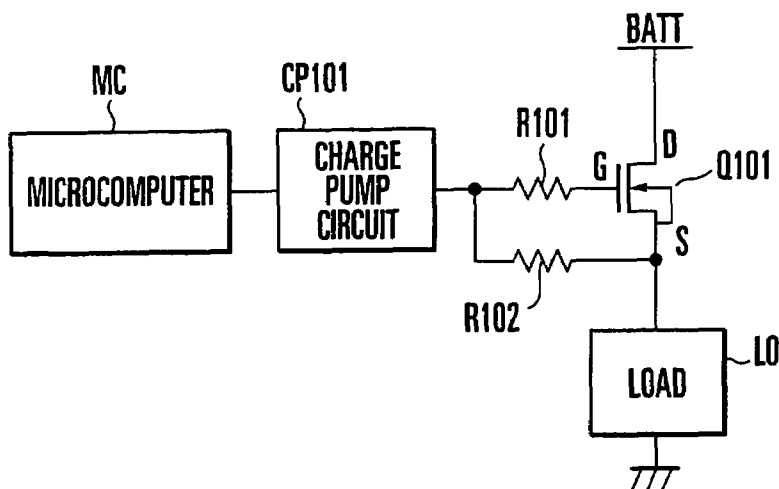 BATT
MC
CP101
MICROCOMPUTER
CHARGE
PUMP
CIRCUIT
R101
G
D
Q101
S
R102
LOAD
LO